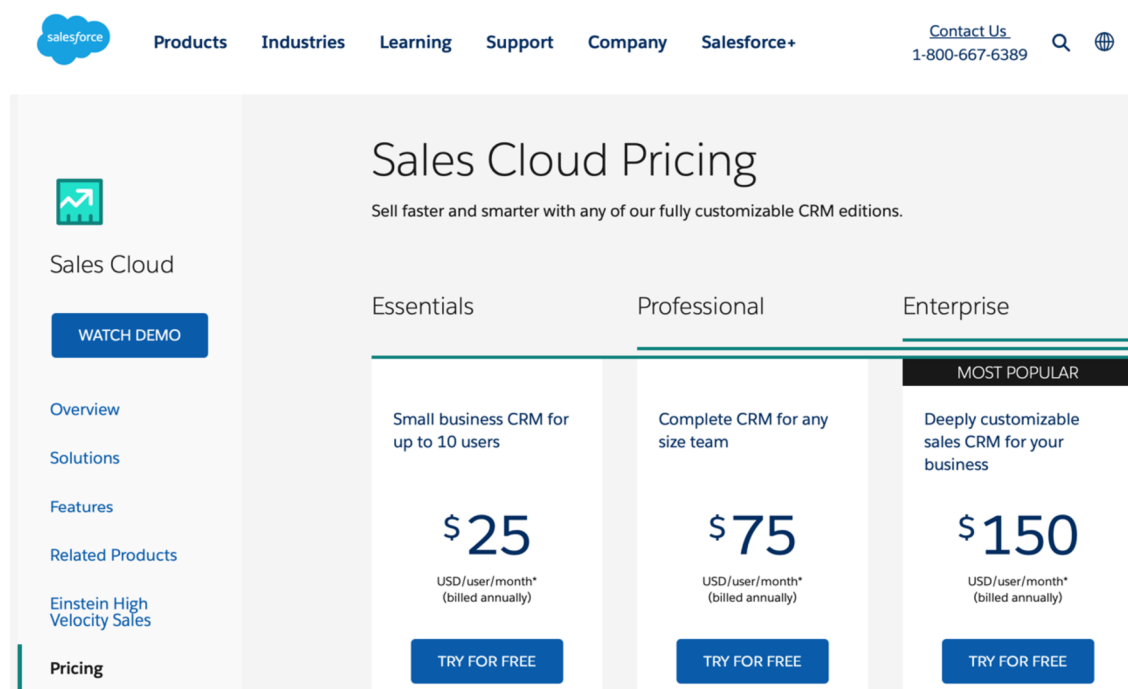 salesforce
Products Industries Learning Support Company Salesforce+
Contact Us
1-800-667-6389
Sales Cloud
WATCH DEMO
Overview
Solutions
Features
Related Products
Einstein High
Velocity Sales
Pricing
Sales Cloud Pricing
Sell faster and smarter with any of our fully customizable CRM editions.
Essentials
Small business CRM for
up to 10 users
$25
USD/user/month*
(billed annually)
TRY FOR FREE
Professional
Complete CRM for any
size team
$75
USD/user/month*
(billed annually)
TRY FOR FREE
Enterprise
MOST POPULAR
Deeply customizable
sales CRM for your
business
$150
USD/user/month*
(billed annually)
TRY FOR FREE